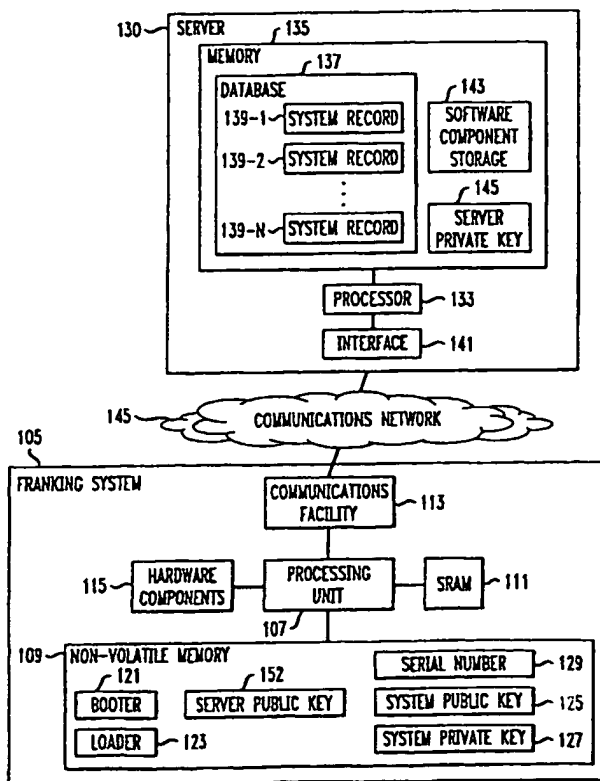 130 SERVER
135
MEMORY
137
DATABASE
139-1 SYSTEM RECORD
139-2 SYSTEM RECORD
139-N SYSTEM RECORD
143
SOFTWARE
COMPONENT
STORAGE
145
SERVER
PRIVATE KEY
PROCESSOR 133
INTERFACE 141
145 COMMUNICATIONS NETWORK
105
FRANKING SYSTEM
COMMUNICATIONS
FACILITY
113
115 HARDWARE
COMPONENTS
PROCESSING
UNIT
107
SRAM 111
109 NON-VOLATILE MEMORY
121
BOOTER
LOADER 123
152
SERVER PUBLIC KEY
SERIAL NUMBER 129
SYSTEM PUBLIC KEY 125
SYSTEM PRIVATE KEY 127